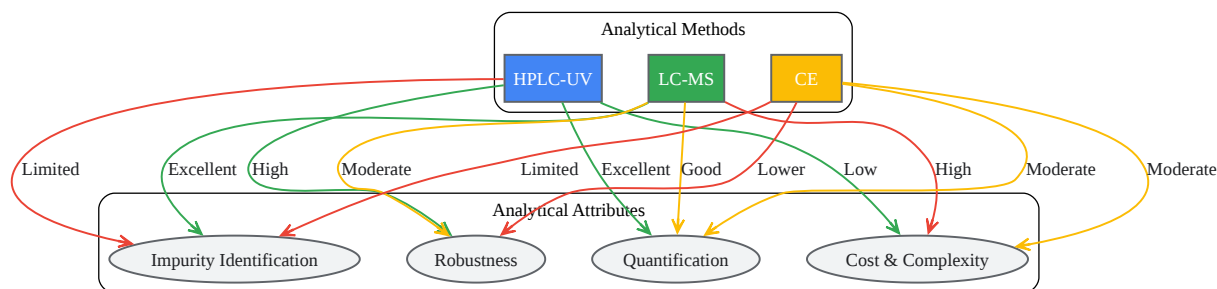 Analytical Methods
HPLC-UV
LC-MS
CE
Limited
Excellent
High
Moderate
Limited
Excellent
Good
Lower
Low
High
Moderate
Moderate
Analytical Attributes
Impurity Identification
Robustness
Quantification
Cost & Complexity